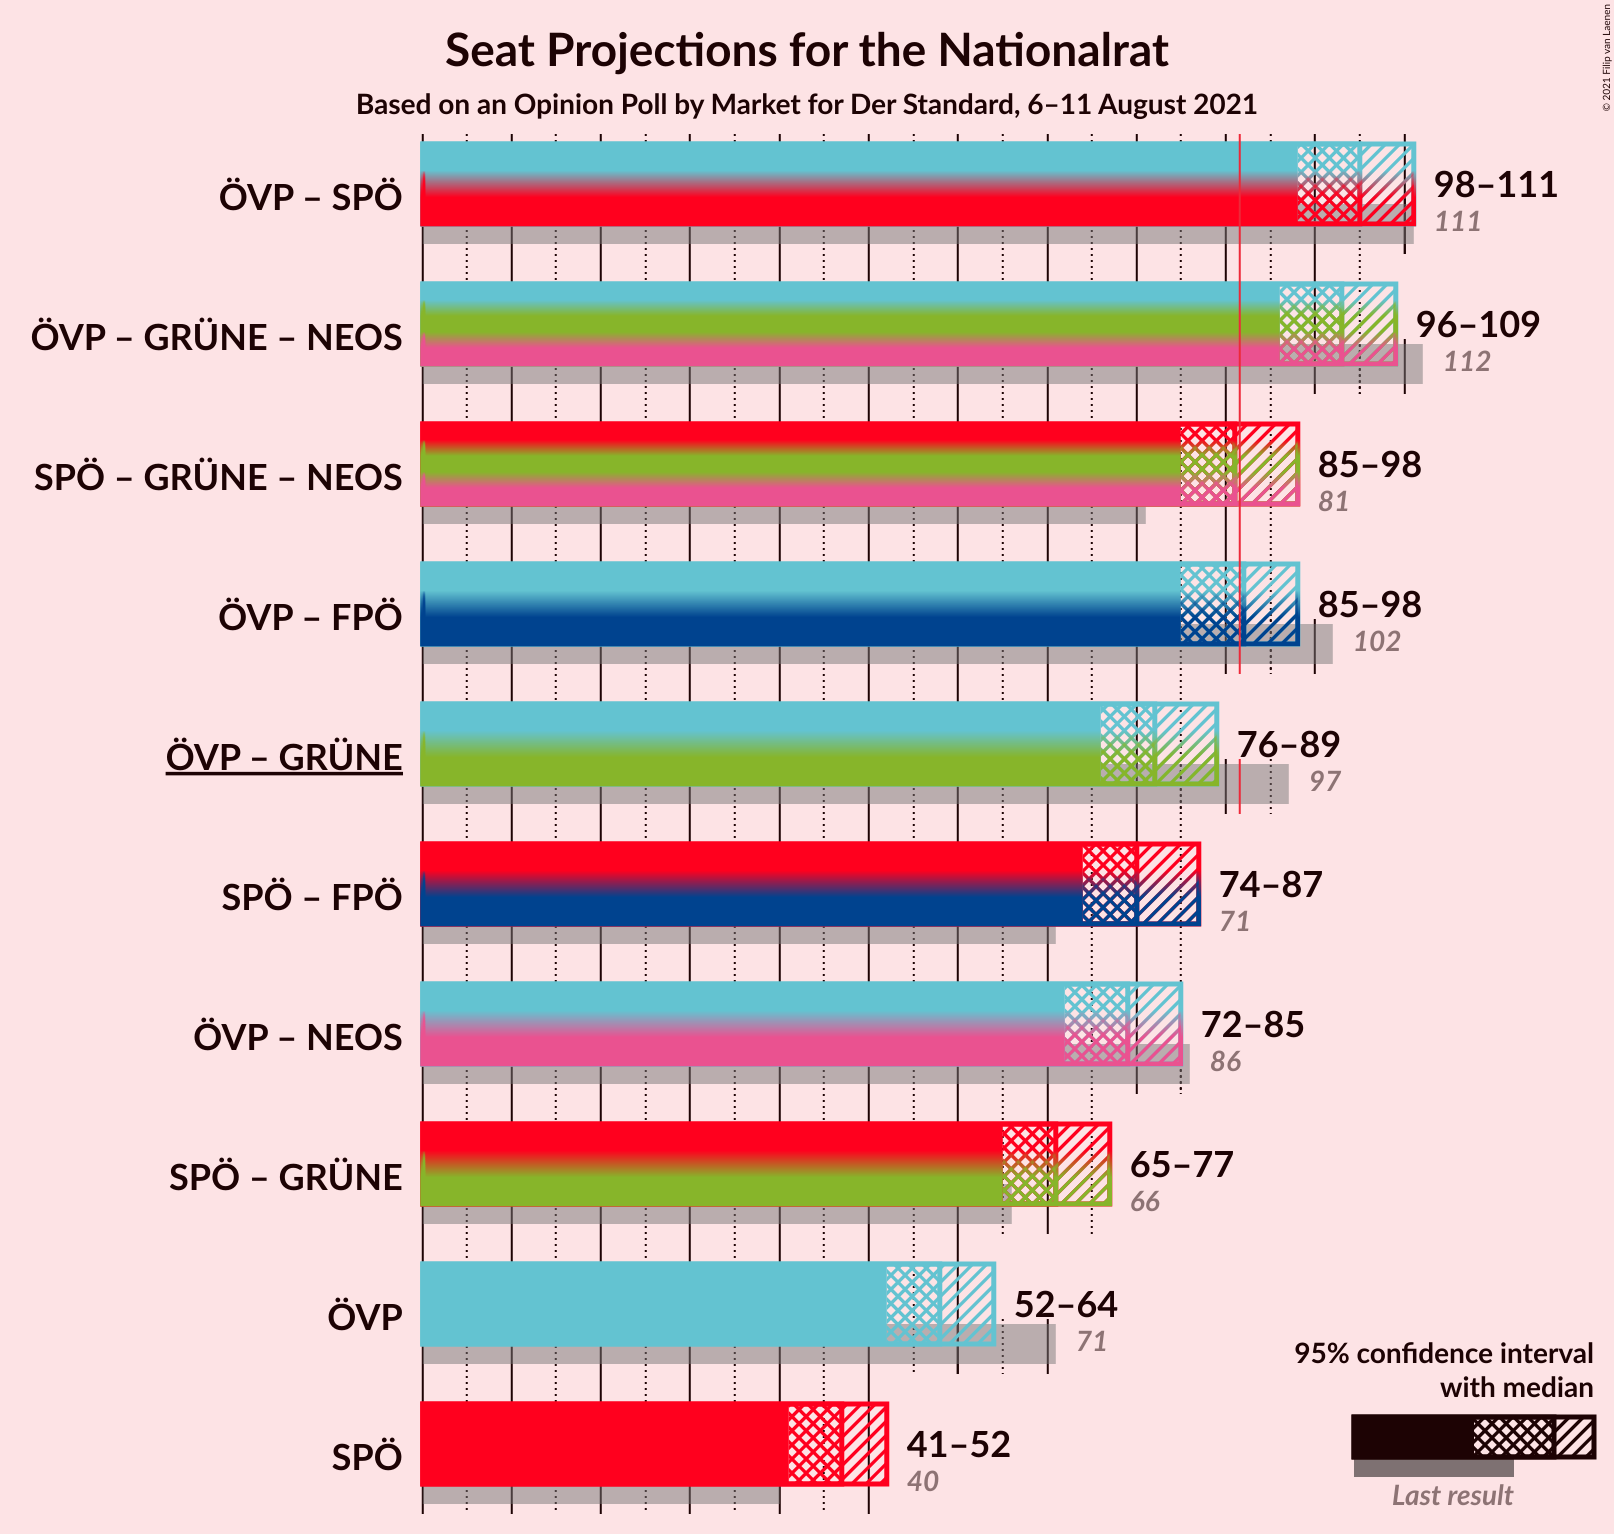 Seat Projections for the Nationalrat
Based on an Opinion Poll by Market for Der Standard, 6–11 August 2021
© 2021 Filip van Laenen
ÖVP – SPÖ
98–111
111
ÖVP – GRÜNE – NEOS
96–109
112
SPÖ – GRÜNE – NEOS
85–98
81
ÖVP – FPÖ
85–98
102
ÖVP – GRÜNE
76–89
97
SPÖ – FPÖ
74–87
71
ÖVP – NEOS
72–85
86
SPÖ – GRÜNE
65–77
66
ÖVP
52–64
71
SPÖ
41–52
40
95% confidence interval
with median
Last result